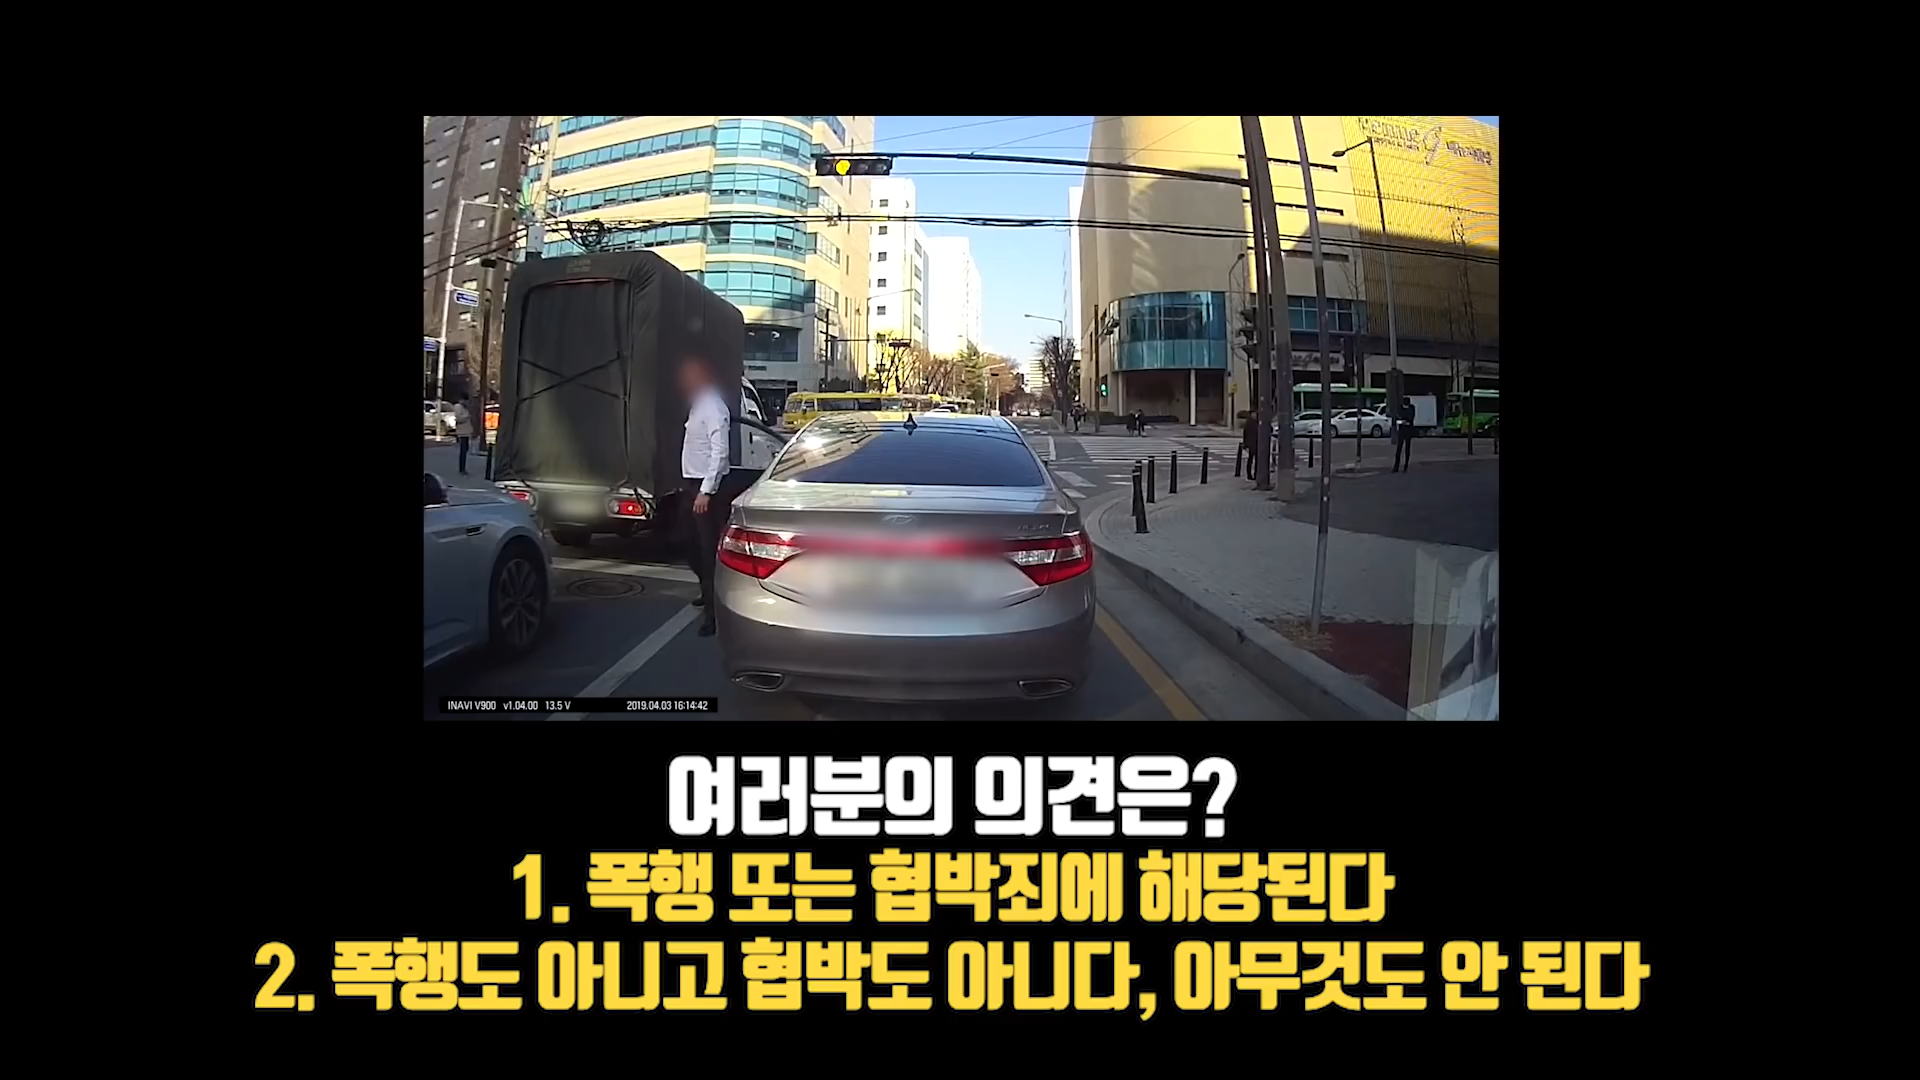 INAVI V900 v1.04.00 13.5 V 2019.04.03 16:14:42
여러분의 의견은?
1. 폭행 또는 협박죄에 해당된다
2. 폭행도 아니고 협박도 아니다, 아무것도 안 된다